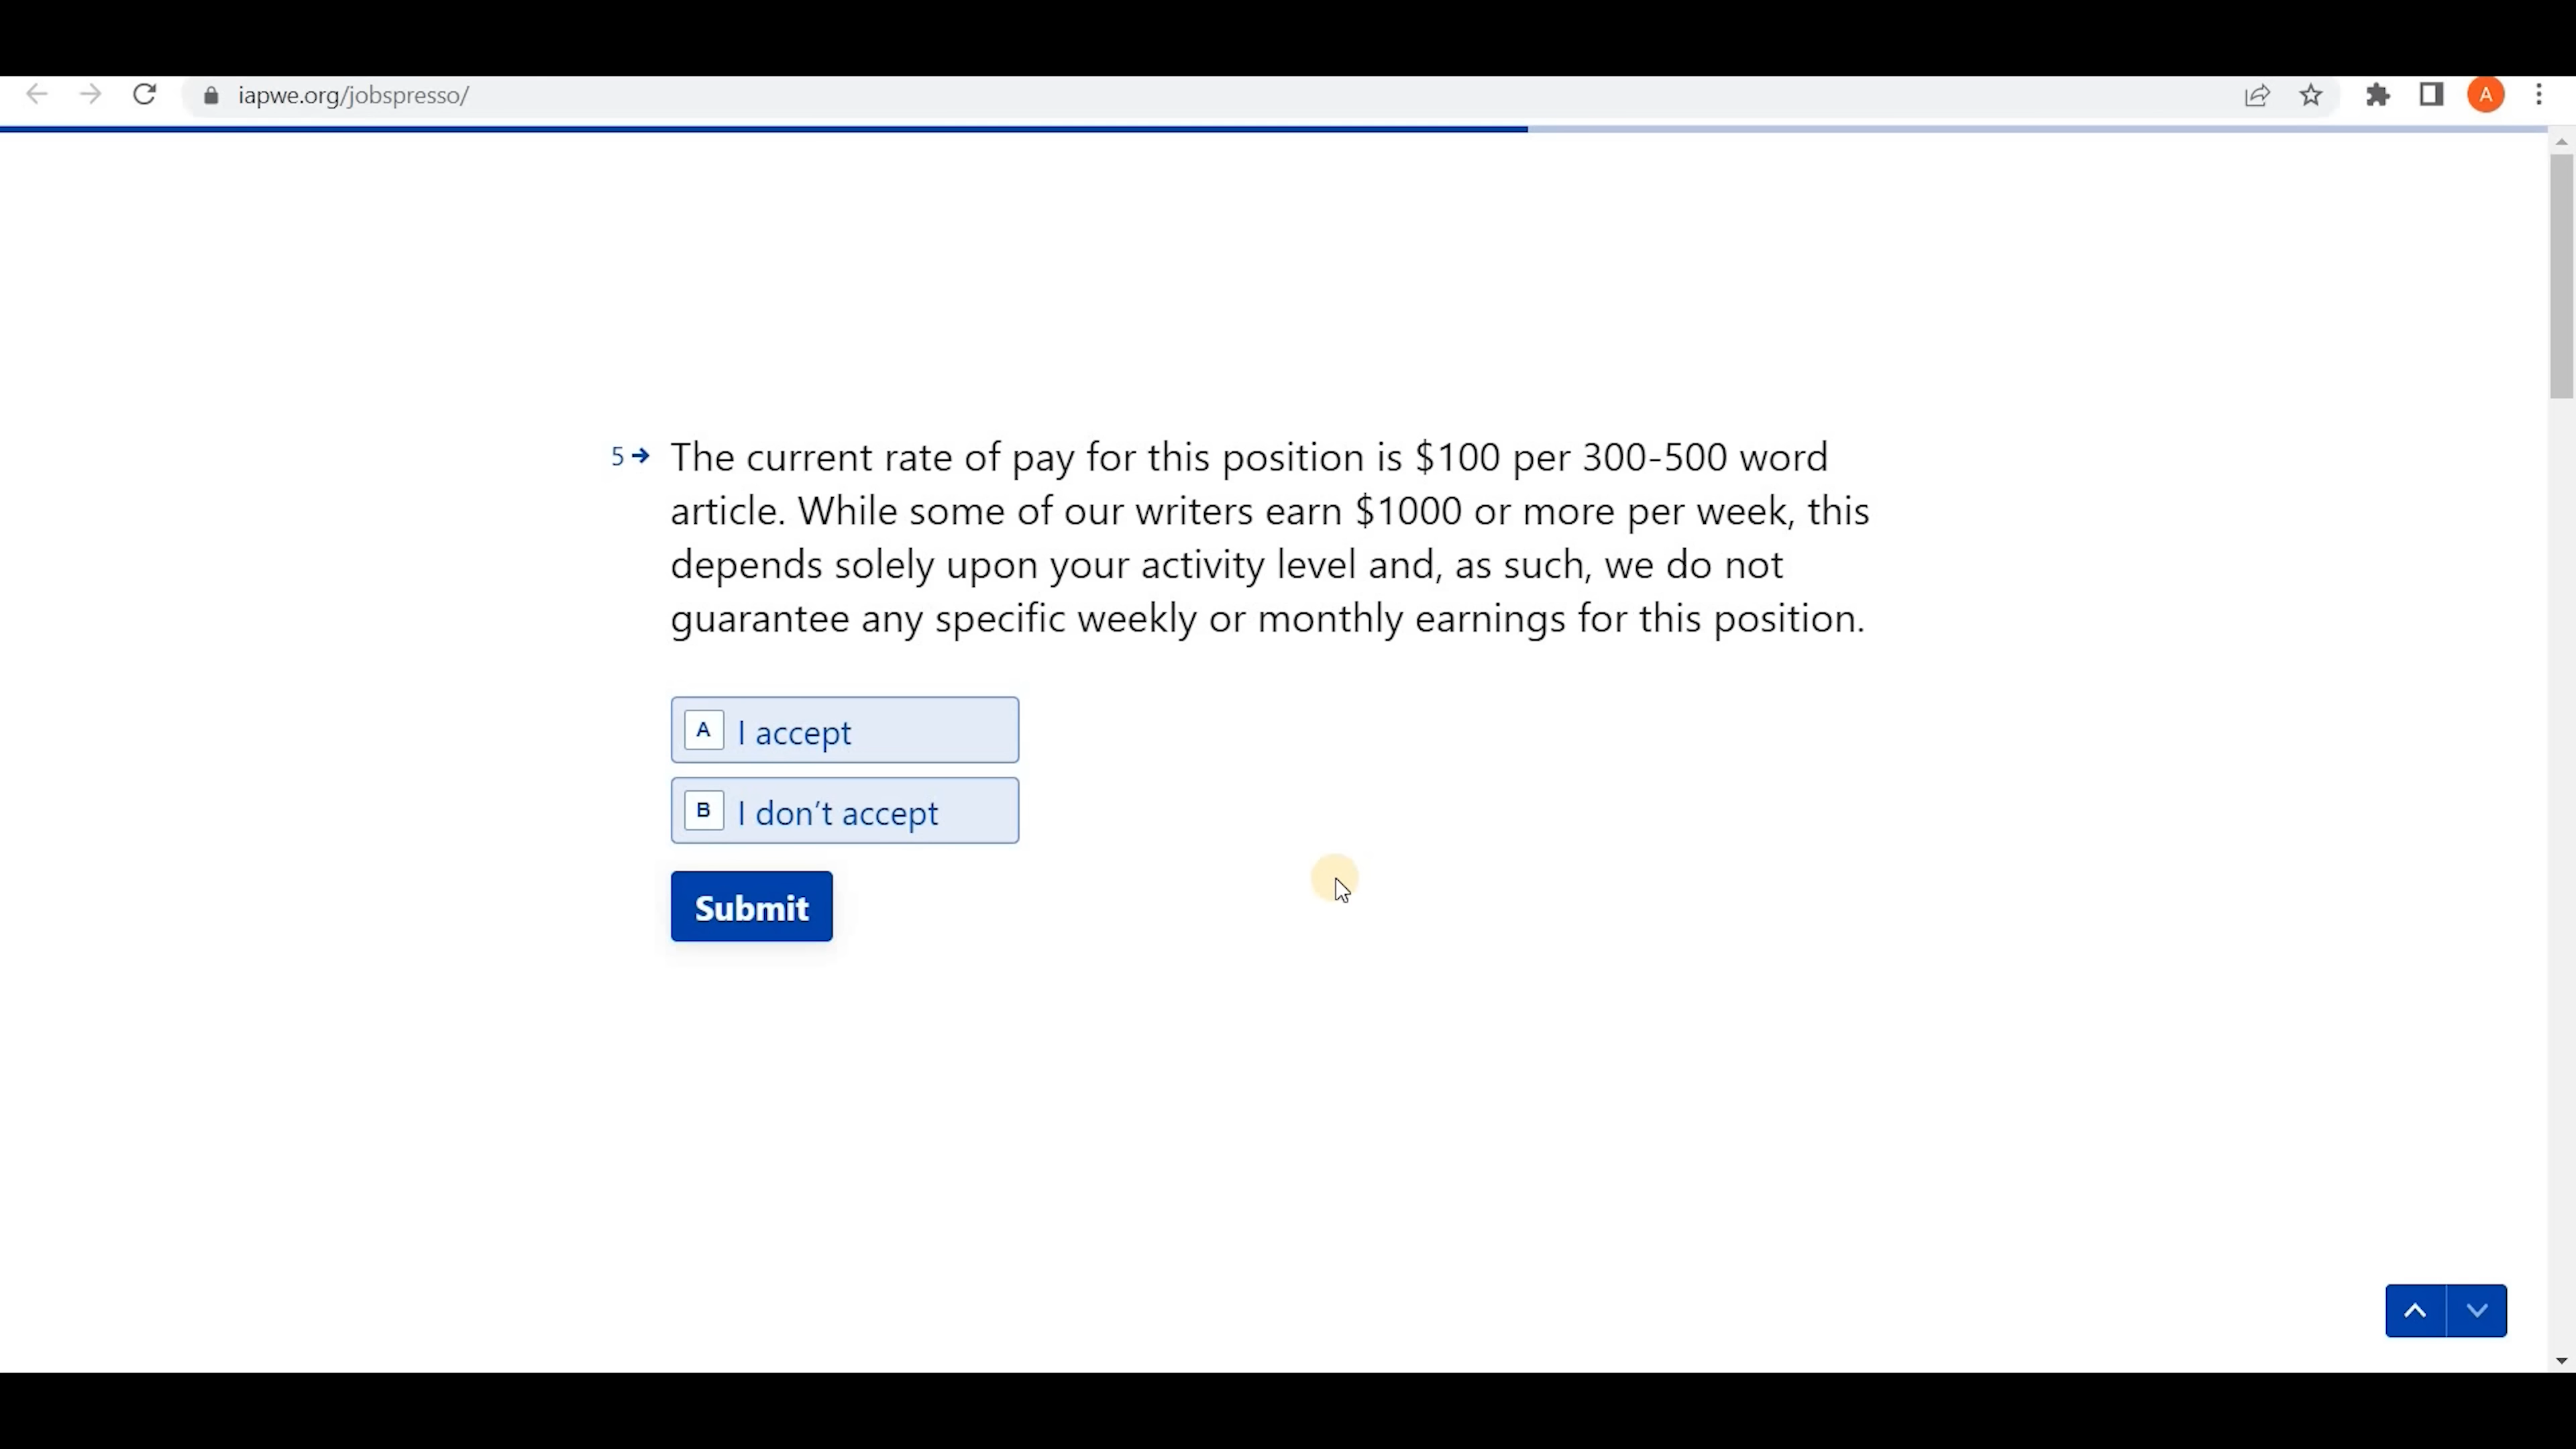 iapwe.org/jobspresso/
A
5 The current rate of pay for this position is $100 per 300-500 word
article. While some of our writers earn $1000 or more per week, this
depends solely upon your activity level and, as such, we do not
guarantee any specific weekly or monthly earnings for this position.
A I accept
B I don’t accept
Submit